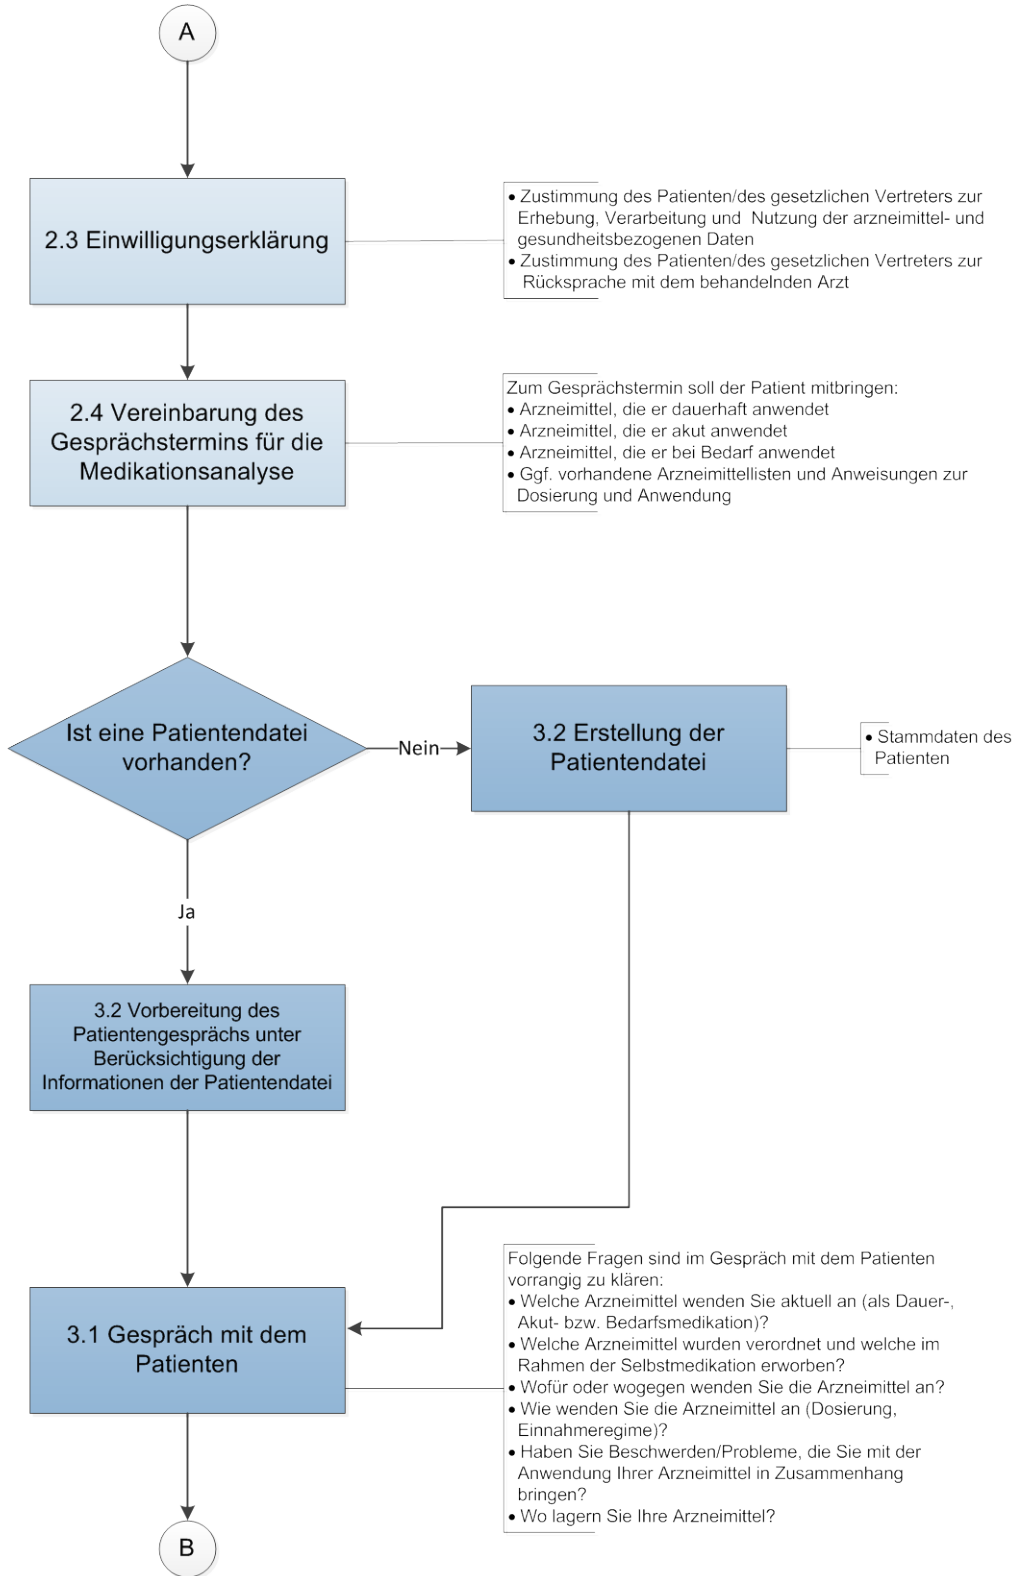 A
2.3 Einwilligungserklärung
• Zustimmung des Patienten/des gesetzlichen Vertreters zur
Erhebung, Verarbeitung und Nutzung der arzneimittel- und
gesundheitsbezogenen Daten
• Zustimmung des Patienten/des gesetzlichen Vertreters zur
Rücksprache mit dem behandelnden Arzt
2.4 Vereinbarung des
Gesprächstermins für die
Medikationsanalyse
Zum Gesprächstermin soll der Patient mitbringen:
• Arzneimittel, die er dauerhaft anwendet
• Arzneimittel, die er akut anwendet
• Arzneimittel, die er bei Bedarf anwendet
• Ggf. vorhandene Arzneimittellisten und Anweisungen zur
Dosierung und Anwendung
Ist eine Patientendatei
vorhanden?
Nein
3.2 Erstellung der
Patientendatei
• Stammdaten des
Patienten
Ja
3.2 Vorbereitung des
Patientengesprächs unter
Berücksichtigung der
Informationen der Patientendatei
3.1 Gespräch mit dem
Patienten
Folgende Fragen sind im Gespräch mit dem Patienten
vorrangig zu klären:
• Welche Arzneimittel wenden Sie aktuell an (als Dauer-,
Akut- bzw. Bedarfsmedikation)?
• Welche Arzneimittel wurden verordnet und welche im
Rahmen der Selbstmedikation erworben?
• Wofür oder wogegen wenden Sie die Arzneimittel an?
• Wie wenden Sie die Arzneimittel an (Dosierung,
Einnahmeregime)?
• Haben Sie Beschwerden/Probleme, die Sie mit der
Anwendung Ihrer Arzneimittel in Zusammenhang
bringen?
• Wo lagern Sie Ihre Arzneimittel?
B